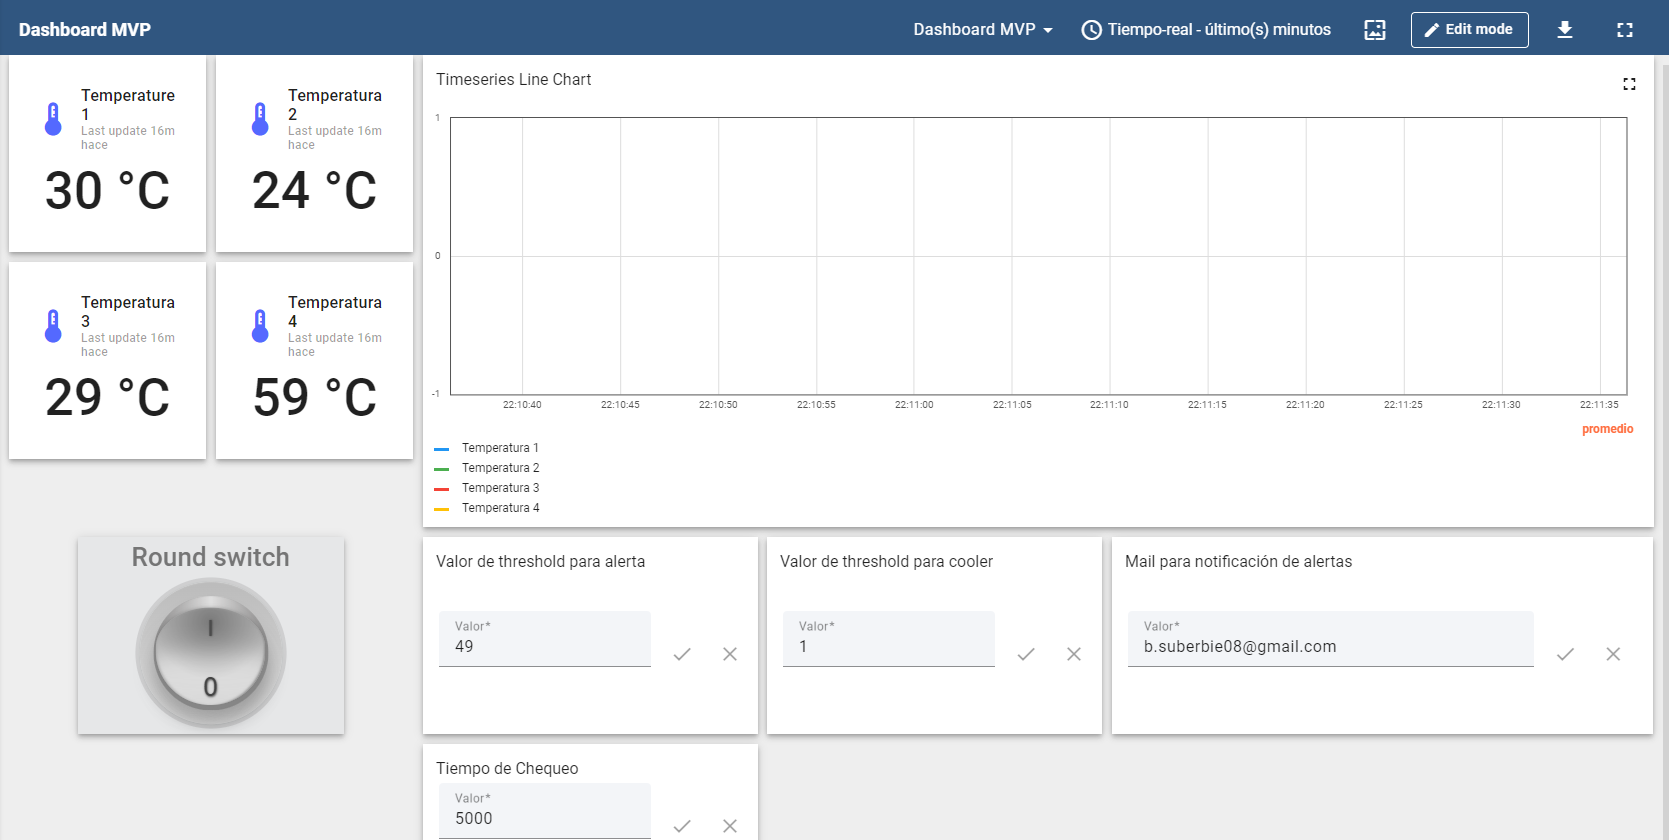 Dashboard MVP
Dashboard MVP
Tiempo-real - último(s) minutos
Edit mode
Temperature
1
Last update 16m
hace
30 °C
Temperatura
2
Last update 16m
hace
24 °C
Temperatura
3
Last update 16m
hace
29 °C
Temperatura
4
Last update 16m
hace
59 °C
Timeseries Line Chart
1
0
-1
22:10:40
22:10:45
22:10:50
22:10:55
22:11:00
22:11:05
22:11:10
22:11:15
22:11:20
22:11:25
22:11:30
22:11:35
promedio
Temperatura 1
Temperatura 2
Temperatura 3
Temperatura 4
Round switch
I
0
Valor de threshold para alerta
Valor*
49
Valor de threshold para cooler
Valor*
1
Mail para notificación de alertas
Valor*
b.suberbie08@gmail.com
Tiempo de Chequeo
Valor*
5000